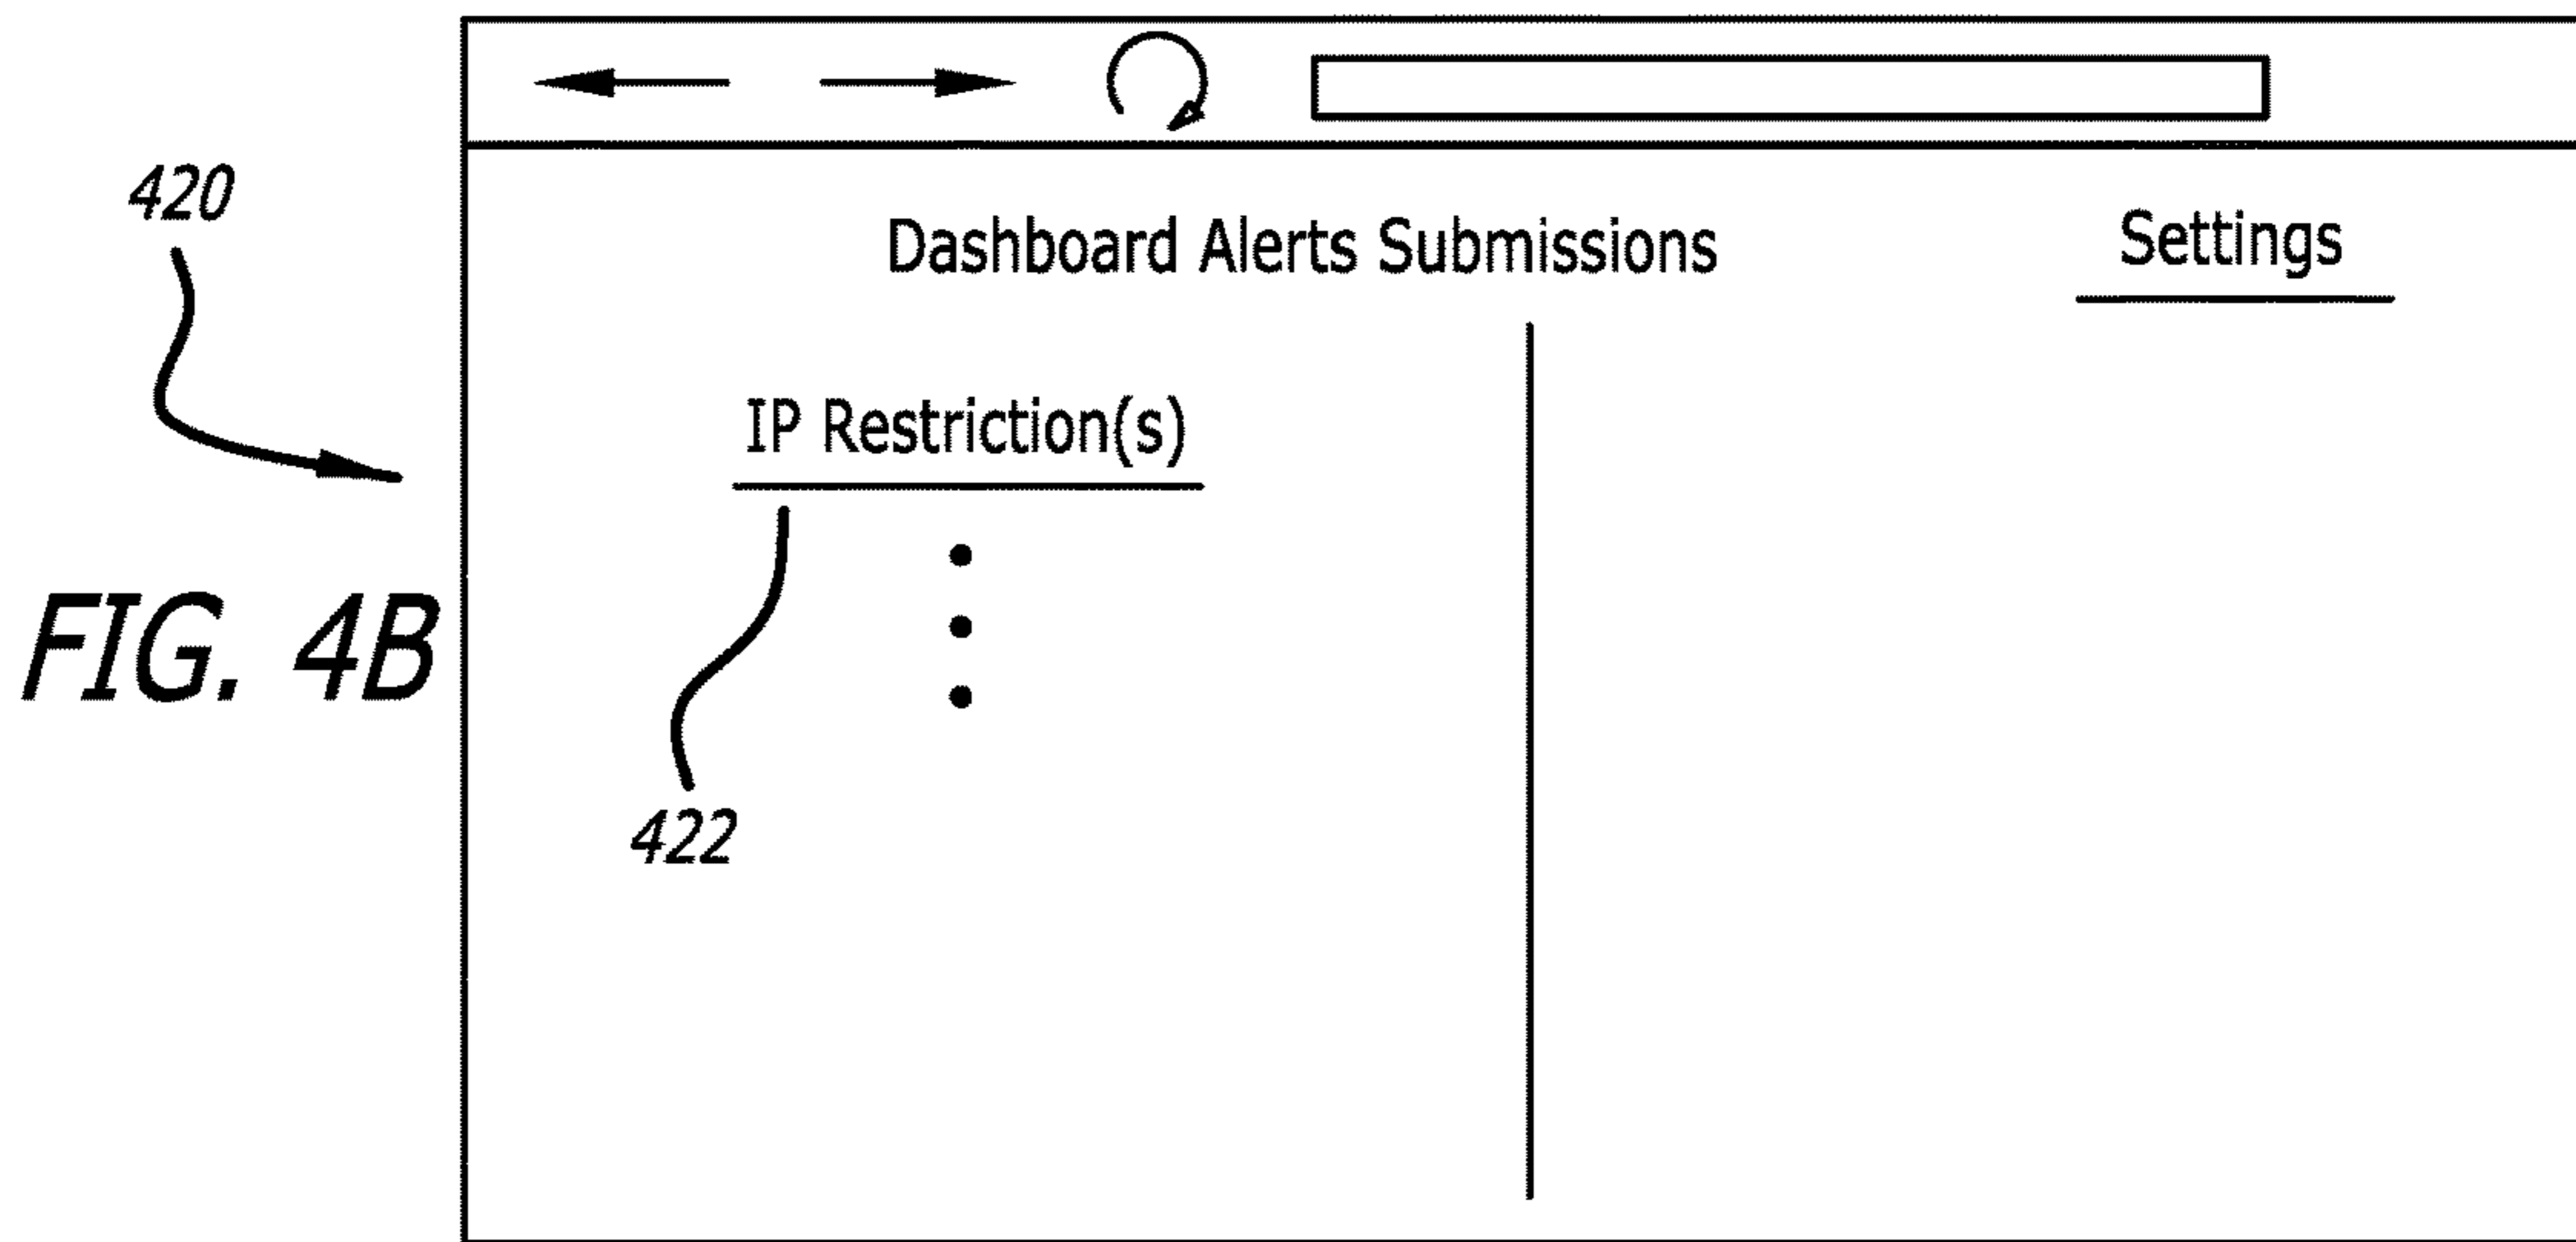 420
Dashboard Alerts Submissions Settings
IP Restriction(s)
FIG. 4B
422